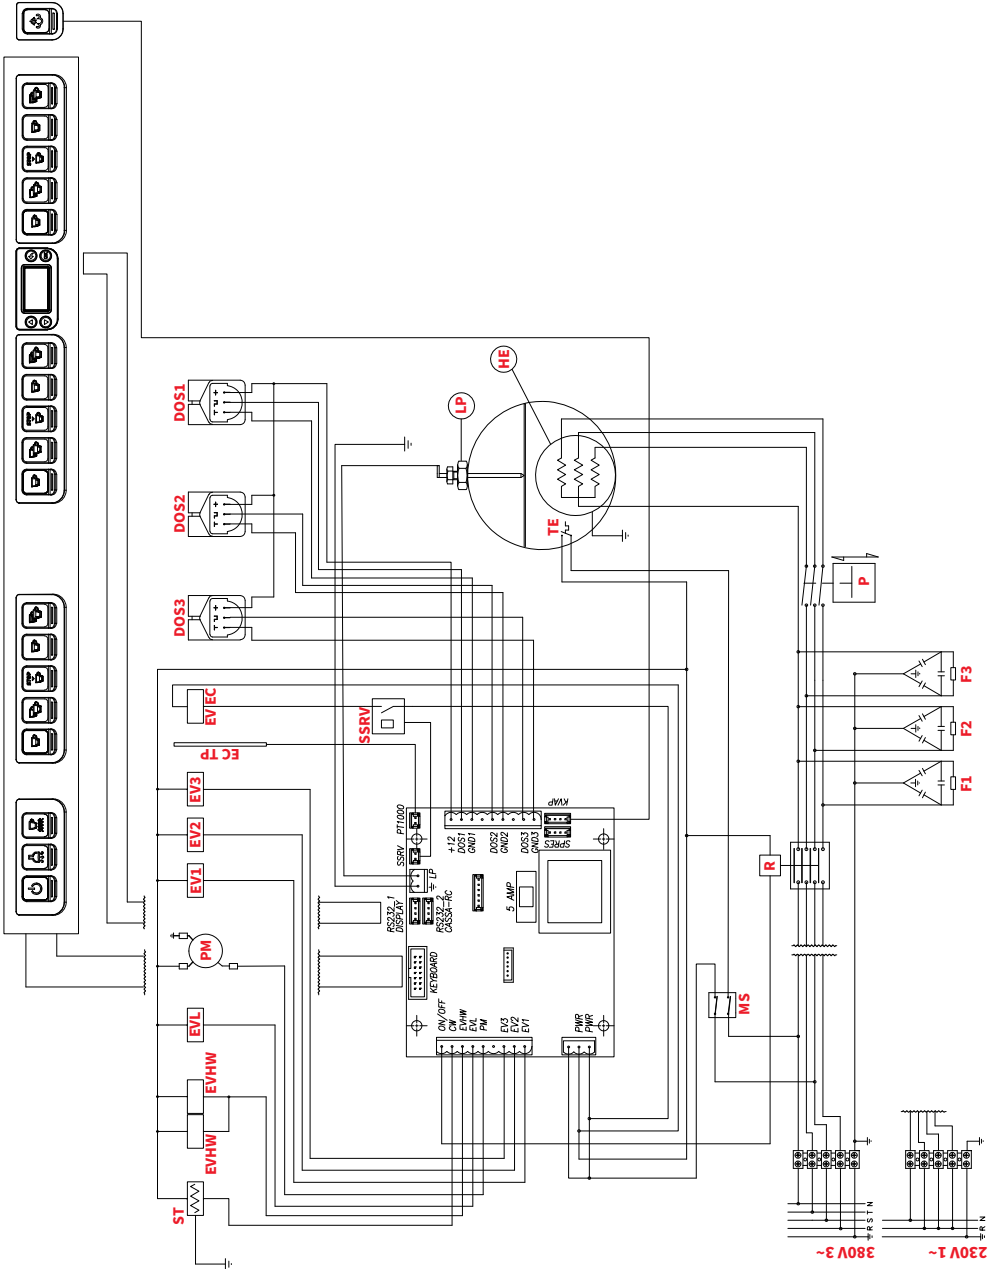 HE
LP
DOS1
DOS2
TE
P
DOS3
EV EC
F3
SSRV
F2
EC TP
EV3
F1
KVAP
PT1000
EV2
+12
DOS1
GND1
DOS2
GND2
DOS3
GND3
SPRES
SSRV
R
EV1
LP
5 AMP
RS232_1
DISPLAY
RS232_2
CASSA-RC
PM
KEYBOARD
MS
EVL
ON/OFF
CW
EVHW
EVL
PM
EV3
EV2
EV1
PWR
PWR
EVHW
EVHW
ST
R S T N
R N
380V 3~
230V 1~